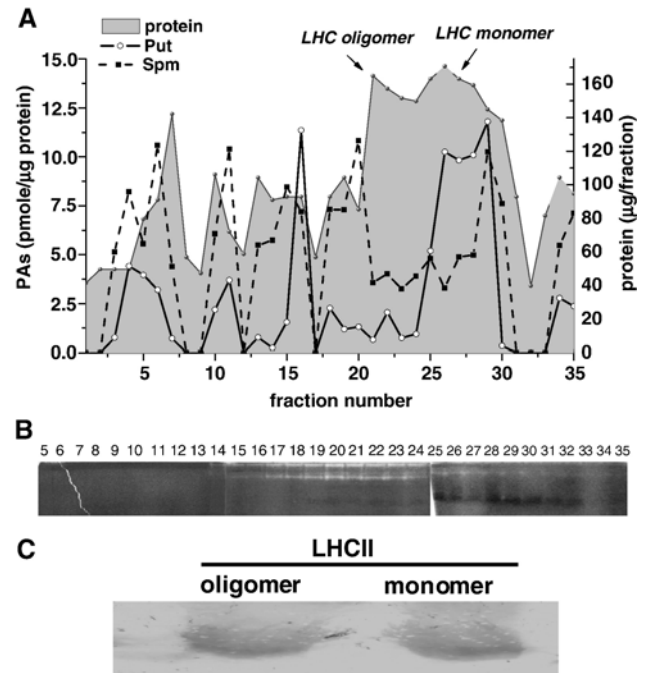 A
protein
Put
Spm
LHC oligomer
LHC monomer
PAs (pmole/µg protein)
15.0
12.5
10.0
7.5
5.0
2.5
0.0
160
140
120
100
80
60
40
20
0
protein (µg/fraction)
5 10 15 20 25 30 35
fraction number
B
5 6 7 8 9 10 11 12 13 14 15 16 17 18 19 20 21 22 23 24 25 26 27 28 29 30 31 32 33 34 35
C
LHCII
oligomer monomer